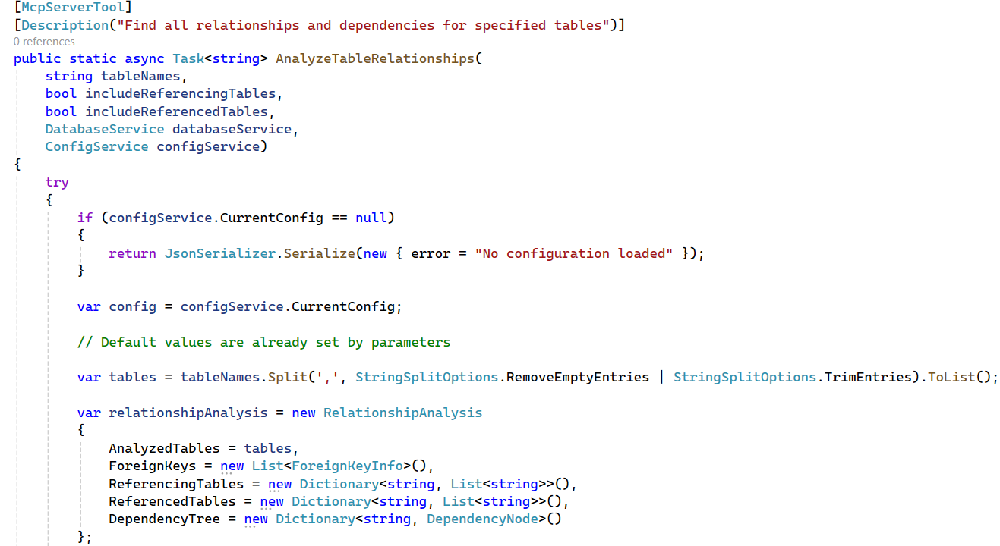 [McpServerTool]
[Description("Find all relationships and dependencies for specified tables")]
0 references
public static async Task<string> AnalyzeTableRelationships(
    string tableNames,
    bool includeReferencingTables,
    bool includeReferencedTables,
    DatabaseService databaseService,
    ConfigService configService)
{
    try
    {
        if (configService.CurrentConfig == null)
        {
            return JsonSerializer.Serialize(new { error = "No configuration loaded" });
        }

        var config = configService.CurrentConfig;

        // Default values are already set by parameters

        var tables = tableNames.Split(',', StringSplitOptions.RemoveEmptyEntries | StringSplitOptions.TrimEntries).ToList();

        var relationshipAnalysis = new RelationshipAnalysis
        {
            AnalyzedTables = tables,
            ForeignKeys = new List<ForeignKeyInfo>(),
            ReferencingTables = new Dictionary<string, List<string>>(),
            ReferencedTables = new Dictionary<string, List<string>>(),
            DependencyTree = new Dictionary<string, DependencyNode>()
        };